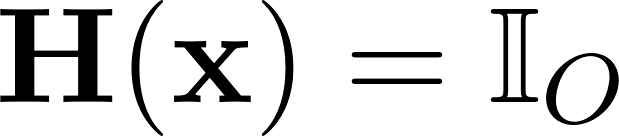 𝐇(𝐱) = 𝕀_𝑂